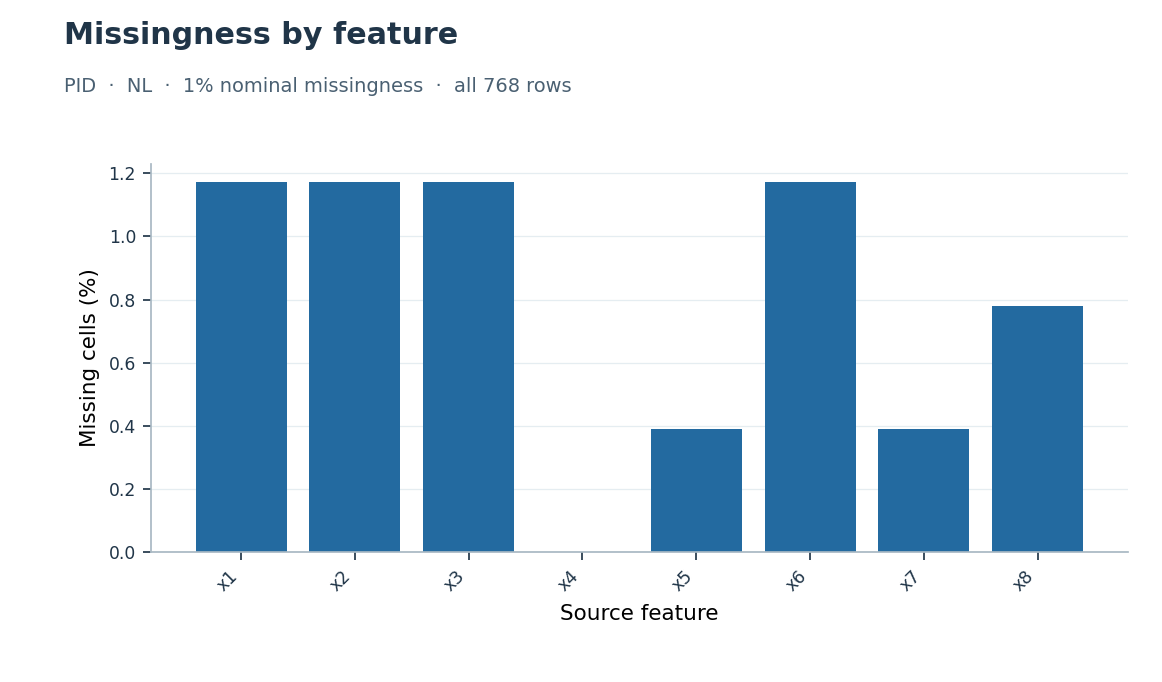 Missingness by feature
PID · NL · 1% nominal missingness · all 768 rows
1.2
1.0
0.8
0.6
0.4
0.2
0.0
Missing cells (%)
x1 x2 x3 x4 x5 x6 x7 x8
Source feature